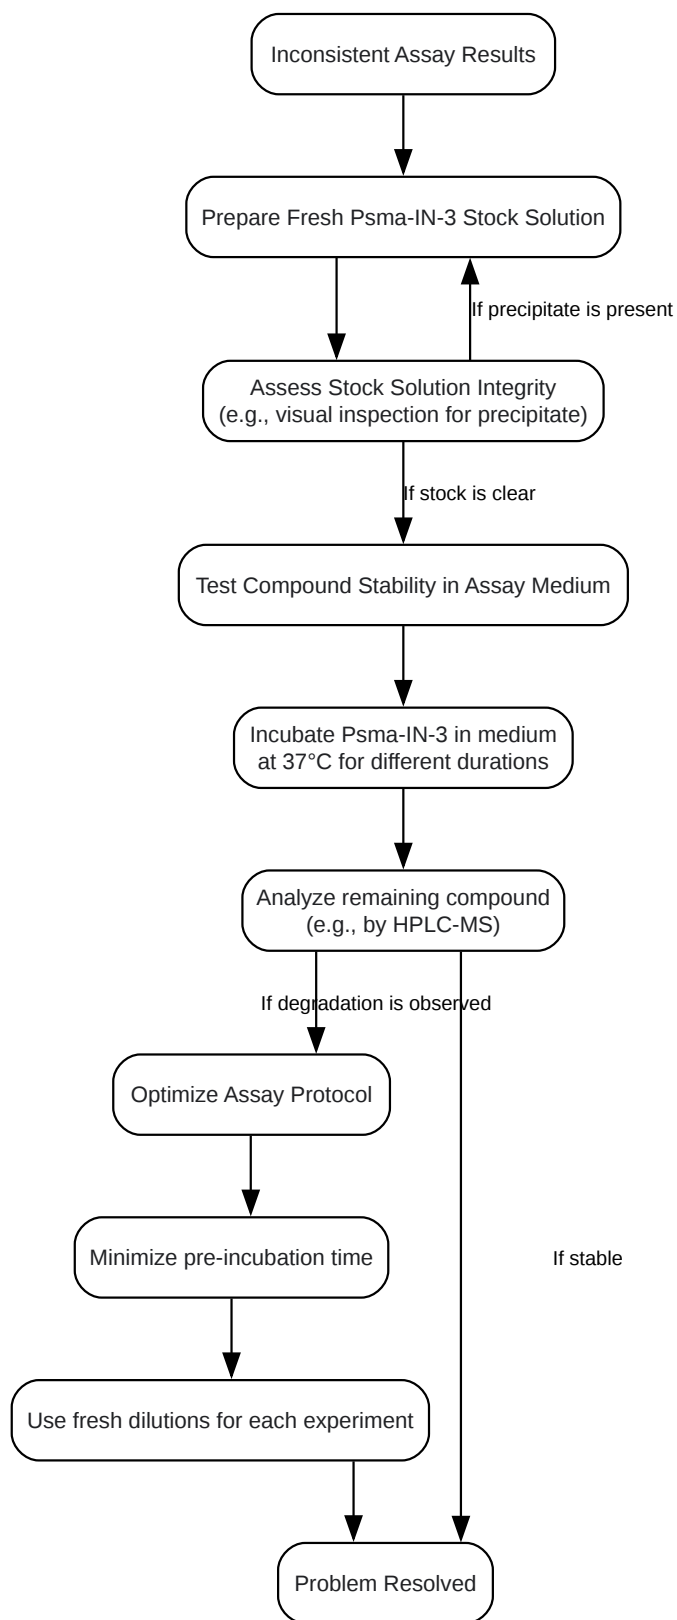 Inconsistent Assay Results
Prepare Fresh Psma-IN-3 Stock Solution
If precipitate is present
Assess Stock Solution Integrity
(e.g., visual inspection for precipitate)
If stock is clear
Test Compound Stability in Assay Medium
Incubate Psma-IN-3 in medium
at 37°C for different durations
Analyze remaining compound
(e.g., by HPLC-MS)
If degradation is observed
Optimize Assay Protocol
Minimize pre-incubation time
If stable
Use fresh dilutions for each experiment
Problem Resolved